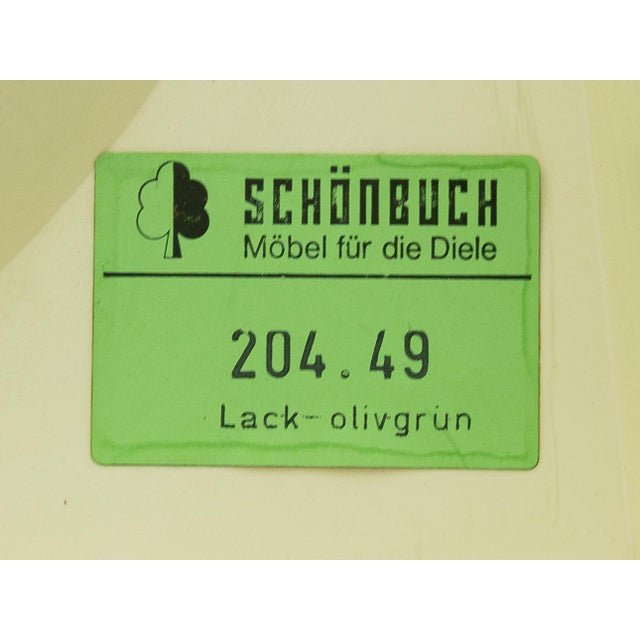 SCHÖNBUCH
Möbel für die Diele
204.49
Lack-olivgrün